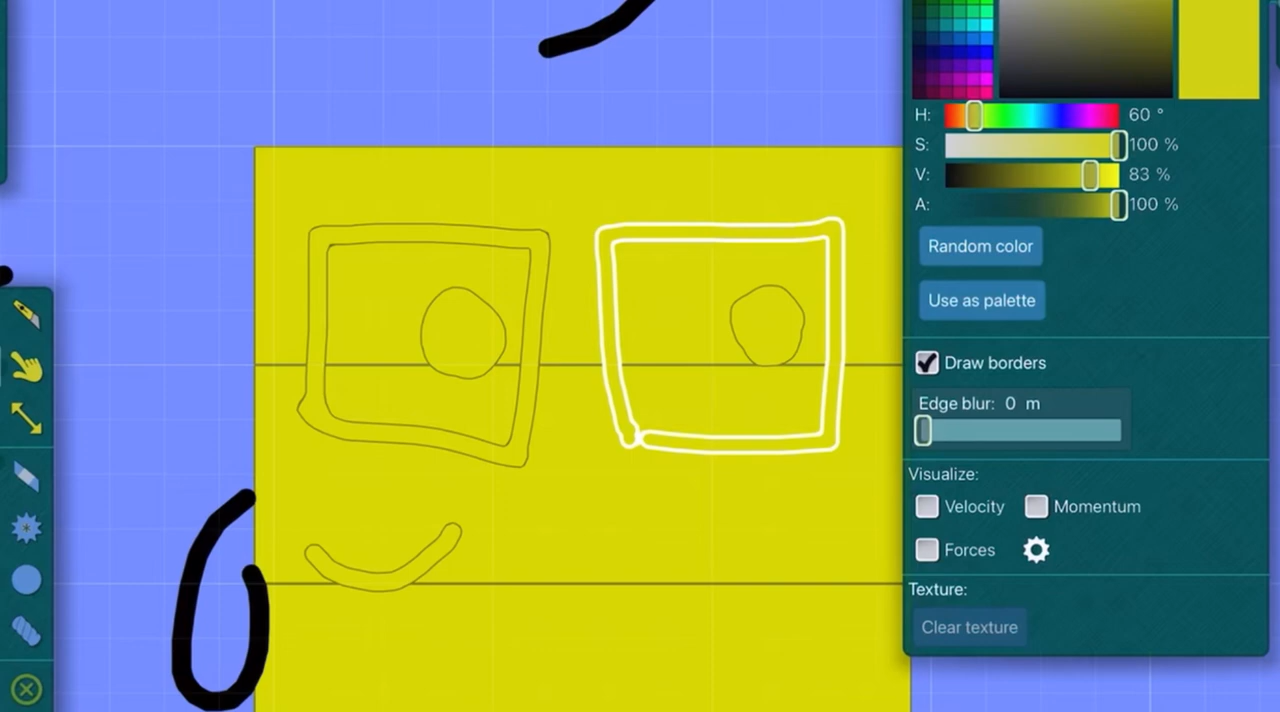 H: 60 °
S: 100 %
V: 83 %
A: 100 %
Random color
Use as palette
Draw borders
Edge blur: 0 m
Visualize:
Velocity Momentum
Forces
Texture:
Clear texture